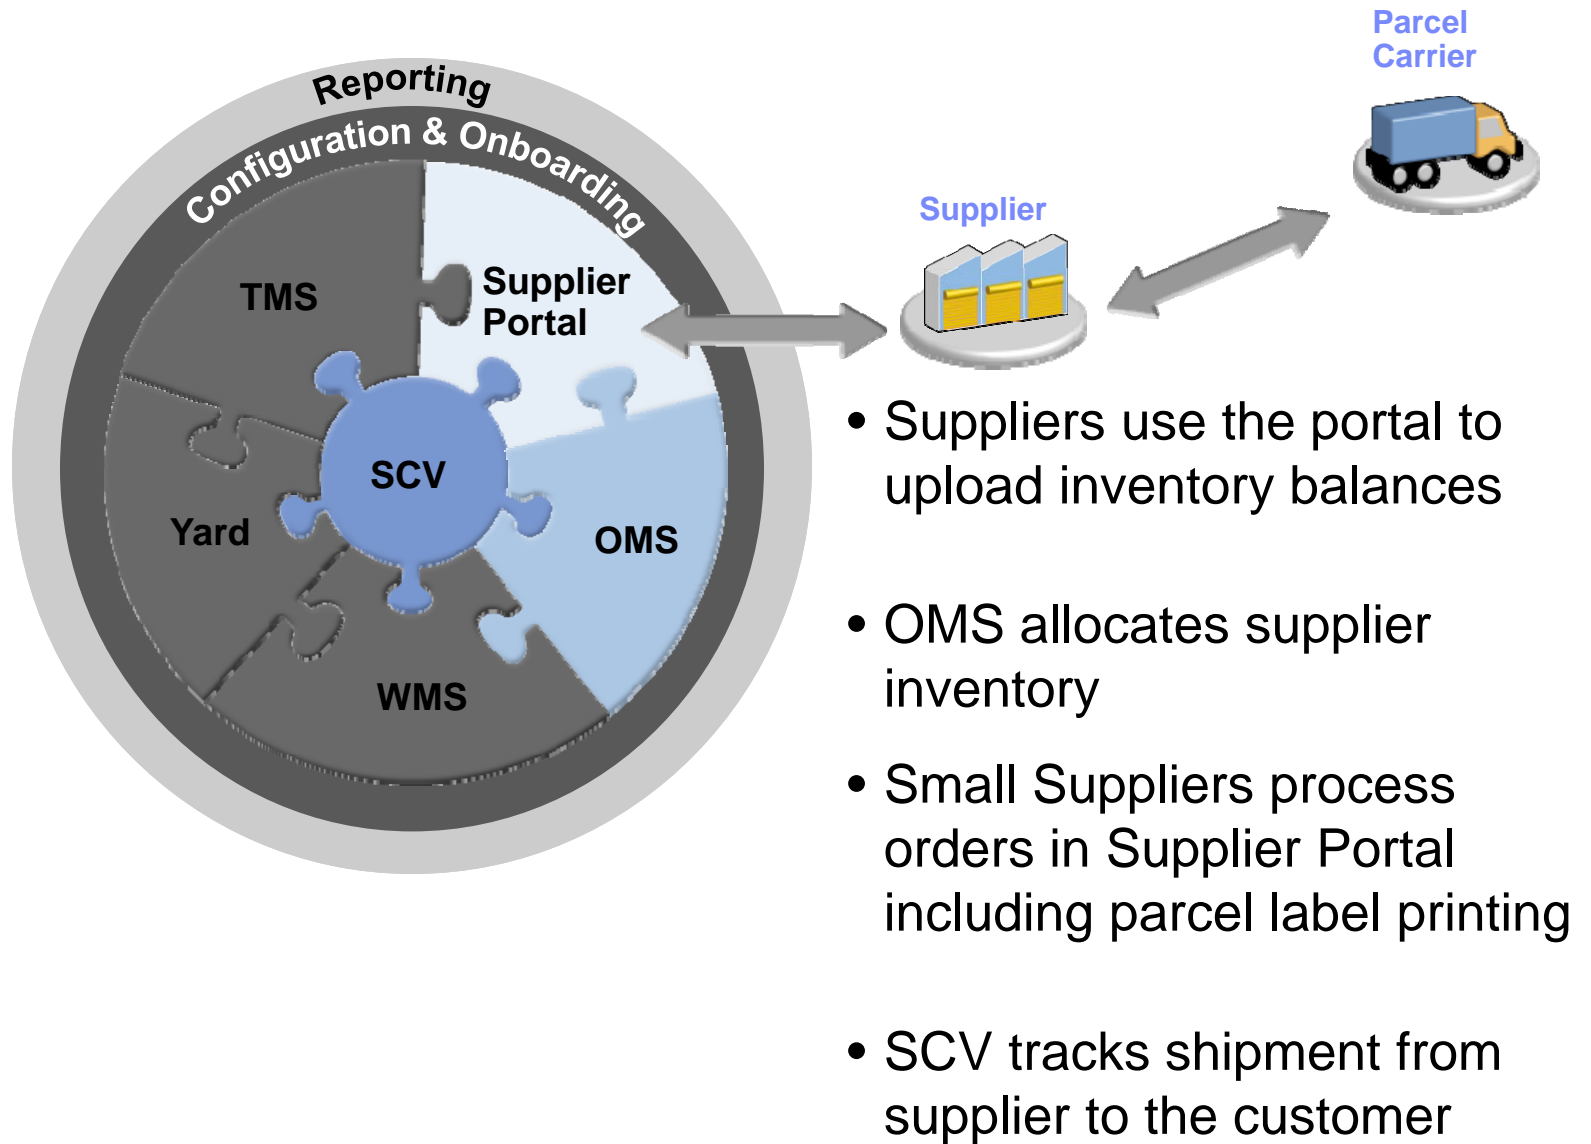 Reporting
Configuration & Onboarding
TMS
Supplier
Portal
SCV
Yard
OMS
WMS
Supplier
Parcel
Carrier
• Suppliers use the portal to
upload inventory balances
• OMS allocates supplier
inventory
• Small Suppliers process
orders in Supplier Portal
including parcel label printing
• SCV tracks shipment from
supplier to the customer